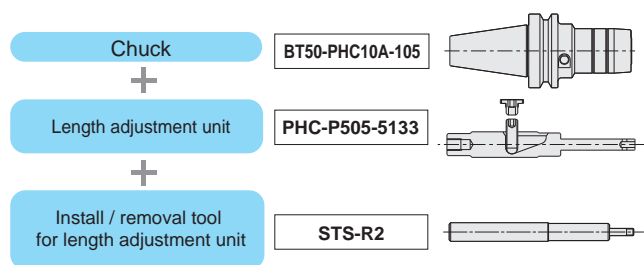 Chuck
BT50-PHC10A-105
Length adjustment unit
PHC-P505-5133
Install / removal tool
for length adjustment unit
STS-R2